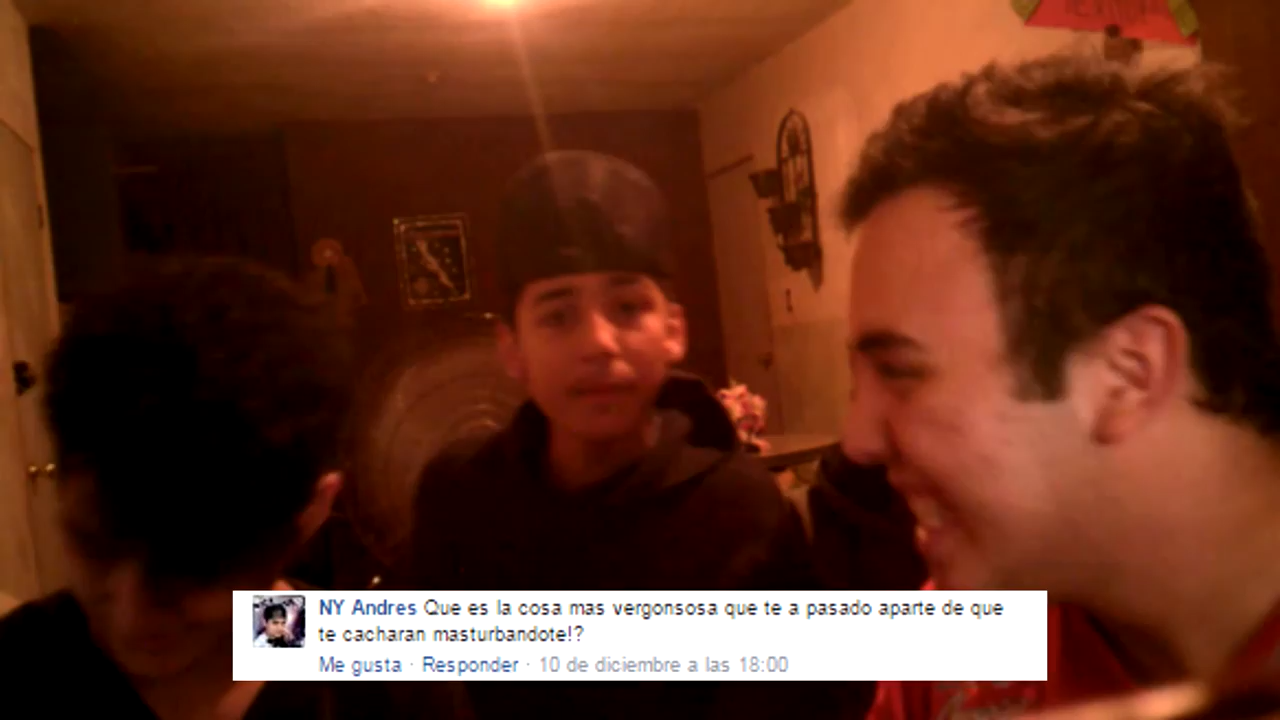 NY Andres Que es la cosa mas vergonsosa que te a pasado aparte de que
te cacharan masturbandote!?
Me gusta · Responder · 10 de diciembre a las 18:00